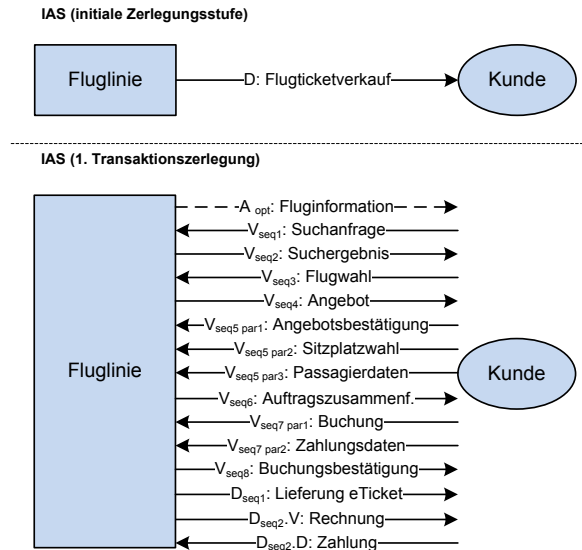 IAS (initiale Zerlegungsstufe)
Fluglinie
D: Flugticketverkauf
Kunde
IAS (1. Transaktionszerlegung)
A opt: Fluginformation
Vseq1: Suchanfrage
Vseq2: Suchergebnis
Vseq3: Flugwahl
Vseq4: Angebot
Vseq5 par1: Angebotsbestätigung
Vseq5 par2: Sitzplatzwahl
Fluglinie
Vseq5 par3: Passagierdaten
Kunde
Vseq6: Auftragszusammenf.
Vseq7 par1: Buchung
Vseq7 par2: Zahlungsdaten
Vseq8: Buchungsbestätigung
Dseq1: Lieferung eTicket
Dseq2.V: Rechnung
Dseq2.D: Zahlung